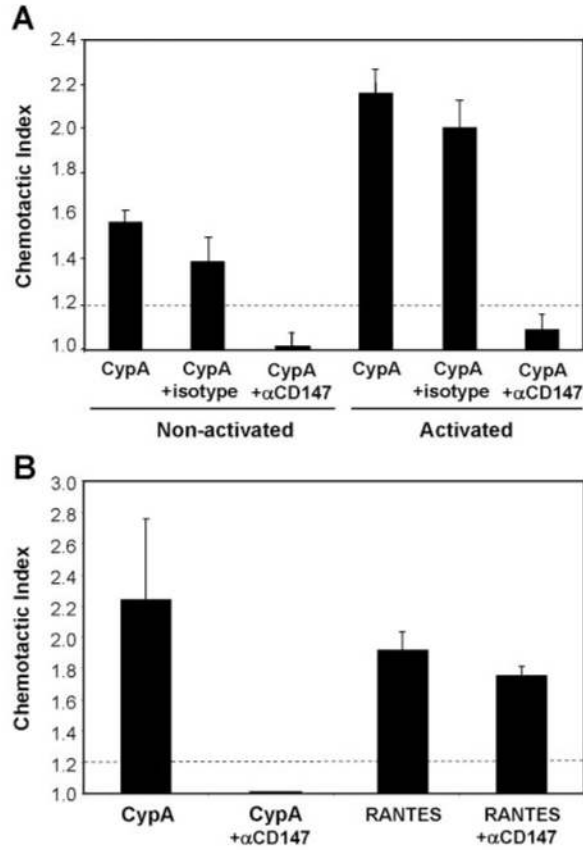 A
Chemotactic Index
2.4
2.2
2.0
1.8
1.6
1.4
1.2
1.0
CypA
CypA
+isotype
CypA
+αCD147
CypA
CypA
+isotype
CypA
+αCD147
Non-activated
Activated
B
Chemotactic Index
3.0
2.8
2.6
2.4
2.2
2.0
1.8
1.6
1.4
1.2
1.0
CypA
CypA
+αCD147
RANTES
RANTES
+αCD147